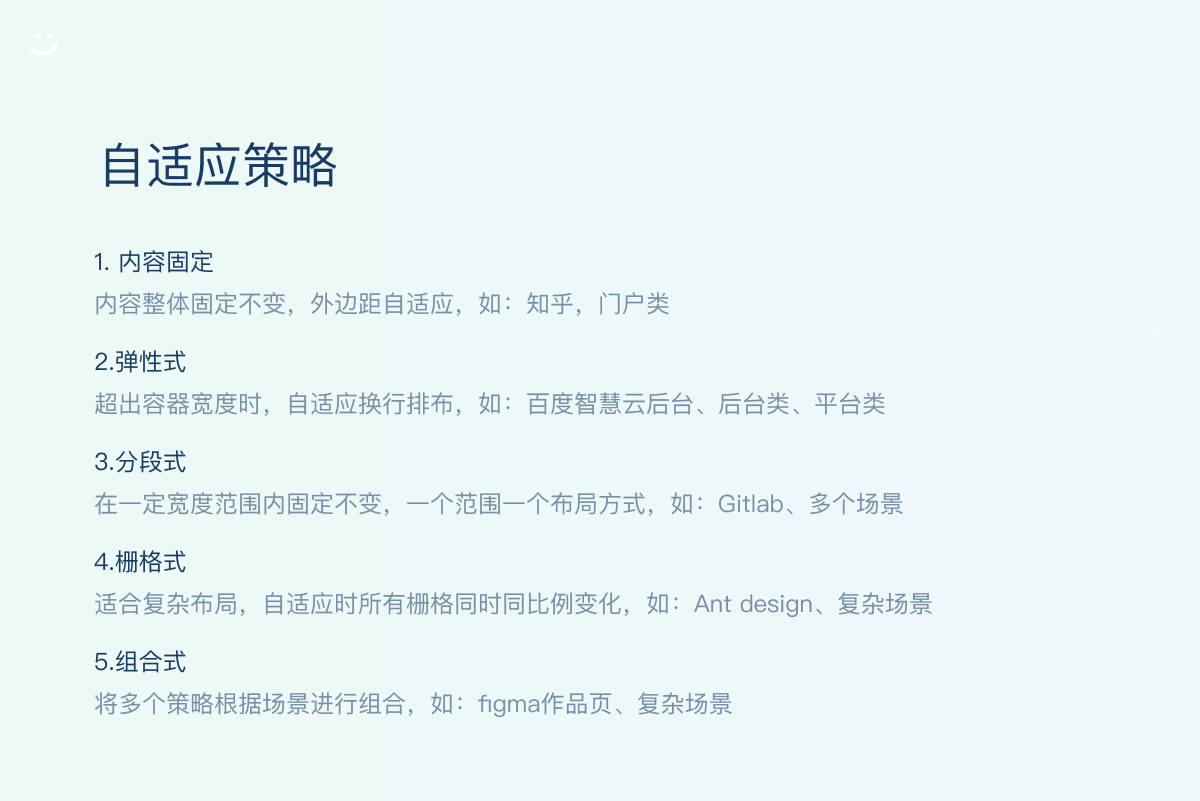 自适应策略
1. 内容固定
内容整体固定不变，外边距自适应，如：知乎，门户类
2.弹性式
超出容器宽度时，自适应换行排布，如：百度智慧云后台、后台类、平台类
3.分段式
在一定宽度范围内固定不变，一个范围一个布局方式，如：Gitlab、多个场景
4.栅格式
适合复杂布局，自适应时所有栅格同时同比例变化，如：Ant design、复杂场景
5.组合式
将多个策略根据场景进行组合，如：figma作品页、复杂场景
@Aurelio